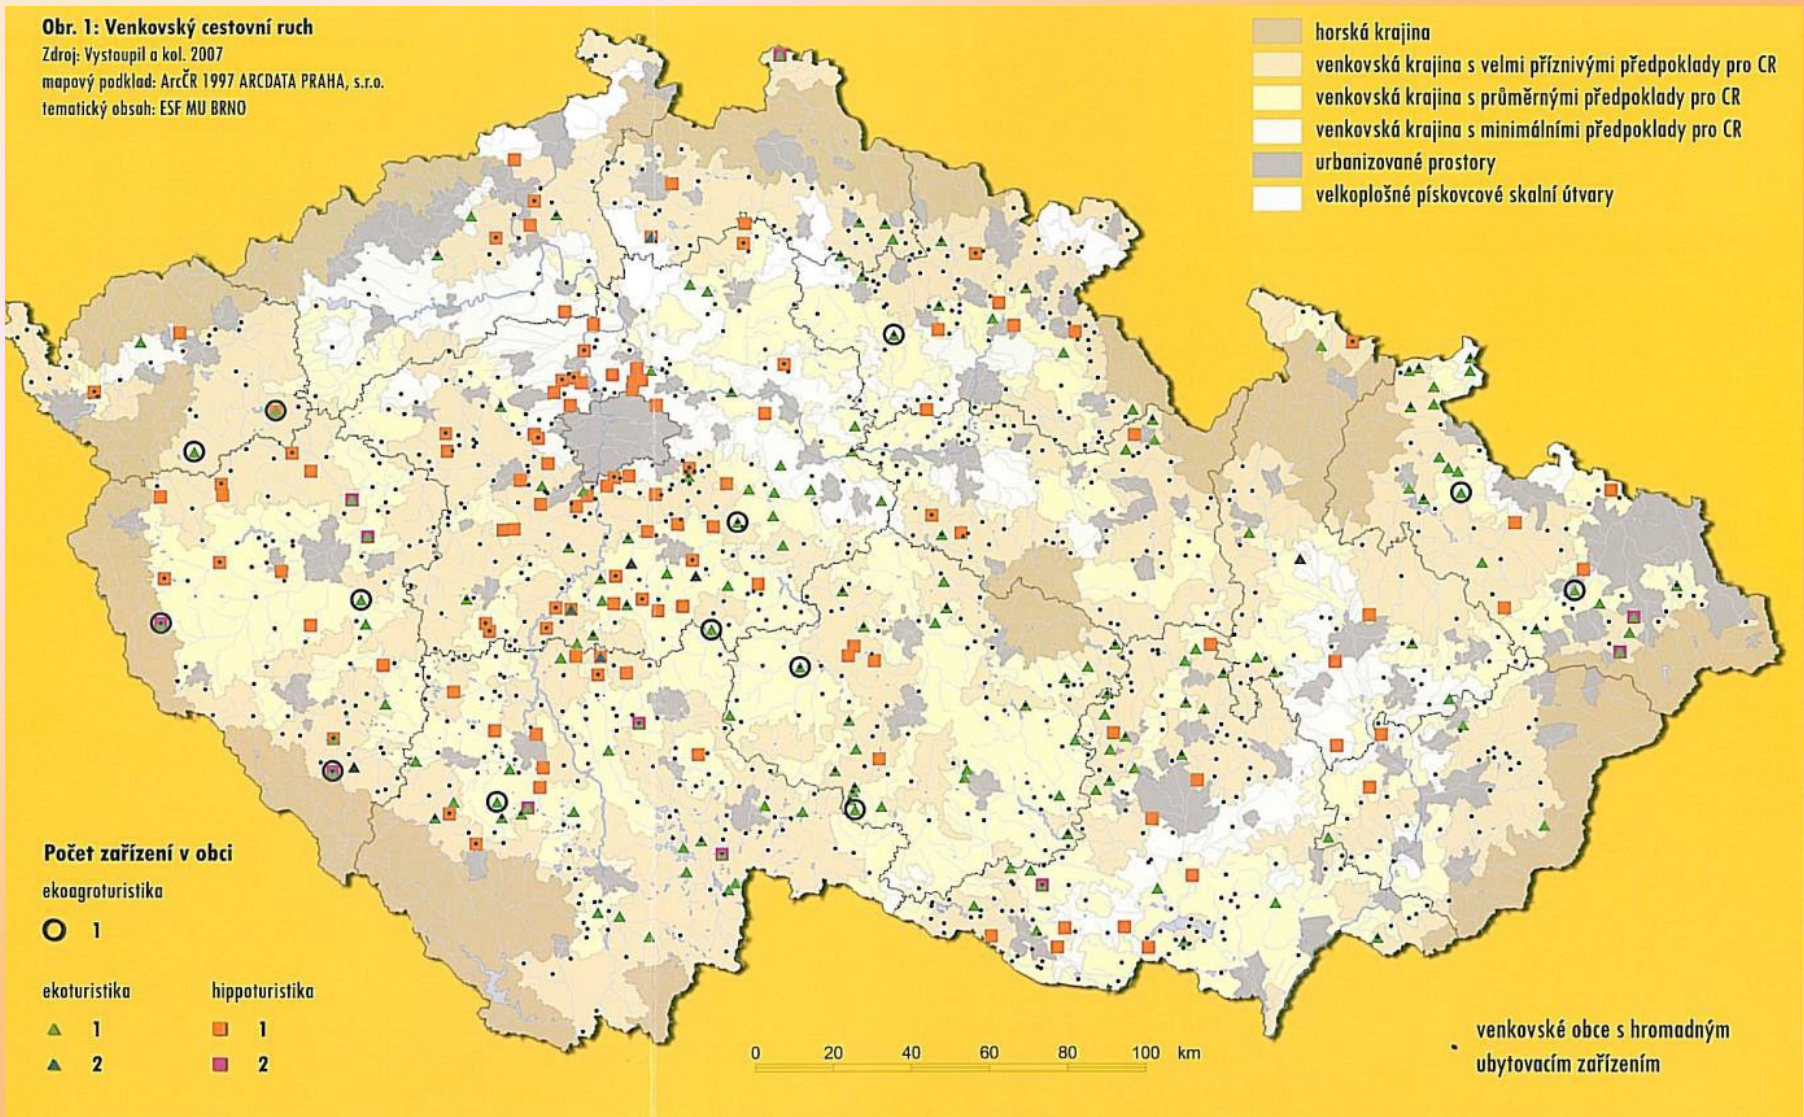 Obr. 1: Venkovský cestovní ruch
Zdroj: Vystoupil a kol. 2007
mapový podklad: ArcČR 1997 ARCDATA PRAHA, s.r.o.
tematický obsah: ESF MU BRNO
horská krajina
venkovská krajina s velmi příznivými předpoklady pro CR
venkovská krajina s průměrnými předpoklady pro CR
venkovská krajina s minimálními předpoklady pro CR
urbanizované prostory
velkoplošné pískovcové skalní útvary
Počet zařízení v obci
ekoagroturistika
1
ekoturistika hippoturistika
1 1
2 2
0 20 40 60 80 100 km
venkovské obce s hromadným
ubytovacím zařízením